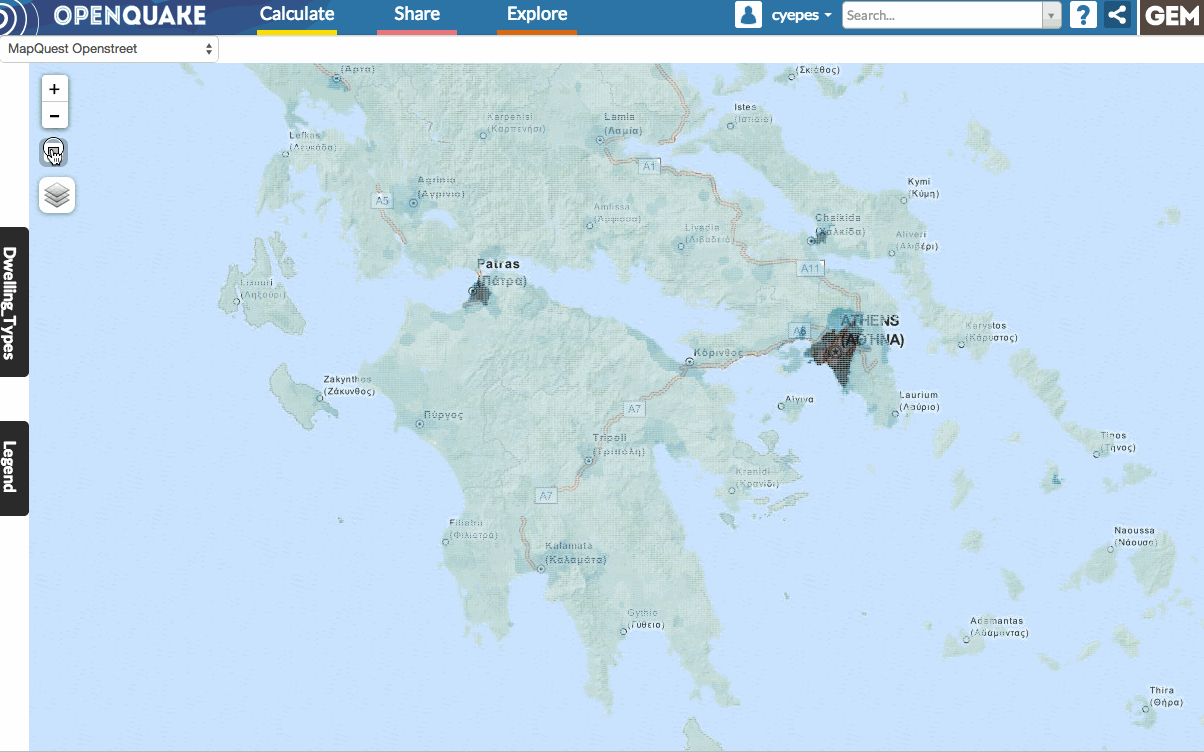 OPENQUAKE
Calculate
Share
Explore
cyepes
Search...
?
GEM
MapQuest Openstreet
+
-
Dwelling_Types
Legend
(Άρτα)
(Σκιάθος)
Istiea
(Ιστιαία)
Karpenisi
(Καρπενήσι)
Lamia
(Λαμία)
Lefkas
(Λευκάδα)
A1
Agrinio
(Αγρίνιο)
A5
Kymi
(Κύμη)
Amfissa
(Άμφισσα)
Chalkida
(Χαλκίδα)
Livadia
(Λιβαδειά)
Aliveri
(Αλιβέρι)
Patras
(Πάτρα)
A11
Lixouri
(Ληξούρι)
ATHENS
(ΑΘΗΝΑ)
A6
Karystos
(Κάρυστος)
Κόρινθος
Zakynthos
(Ζάκυνθος)
Αίγινα
Laurium
(Λαύριο)
A7
Πύργος
Tripoli
(Τρίπολη)
Tinos
(Τήνος)
Kranidi
(Κρανίδι)
A7
Filiatra
(Φιλιατρά)
Naoussa
(Νάουσα)
Kalamata
(Καλαμάτα)
Gythio
(Γύθειο)
Adamantas
(Αδάμαντας)
Thira
(Θήρα)